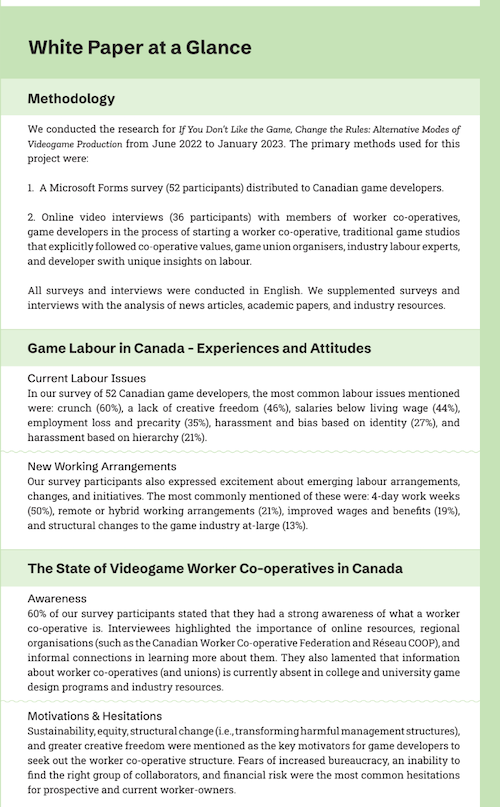 White Paper at a Glance
Methodology
We conducted the research for If You Don't Like the Game, Change the Rules: Alternative Modes of
Videogame Production from June 2022 to January 2023. The primary methods used for this
project were:
1. A Microsoft Forms survey (52 participants) distributed to Canadian game developers.
2. Online video interviews (36 participants) with members of worker co-operatives,
game developers in the process of starting a worker co-operative, traditional game studios
that explicitly followed co-operative values, game union organisers, industry labour experts,
and developer swith unique insights on labour.
All surveys and interviews were conducted in English. We supplemented surveys and
interviews with the analysis of news articles, academic papers, and industry resources.
Game Labour in Canada - Experiences and Attitudes
Current Labour Issues
In our survey of 52 Canadian game developers, the most common labour issues mentioned
were: crunch (60%), a lack of creative freedom (46%), salaries below living wage (44%),
employment loss and precarity (35%), harassment and bias based on identity (27%), and
harassment based on hierarchy (21%).
New Working Arrangements
Our survey participants also expressed excitement about emerging labour arrangements,
changes, and initiatives. The most commonly mentioned of these were: 4-day work weeks
(50%), remote or hybrid working arrangements (21%), improved wages and benefits (19%),
and structural changes to the game industry at-large (13%).
The State of Videogame Worker Co-operatives in Canada
Awareness
60% of our survey participants stated that they had a strong awareness of what a worker
co-operative is. Interviewees highlighted the importance of online resources, regional
organisations (such as the Canadian Worker Co-operative Federation and Réseau COOP), and
informal connections in learning more about them. They also lamented that information
about worker co-operatives (and unions) is currently absent in college and university game
design programs and industry resources.
Motivations & Hesitations
Sustainability, equity, structural change (i.e., transforming harmful management structures),
and greater creative freedom were mentioned as the key motivators for game developers to
seek out the worker co-operative structure. Fears of increased bureaucracy, an inability to
find the right group of collaborators, and financial risk were the most common hesitations
for prospective and current worker-owners.